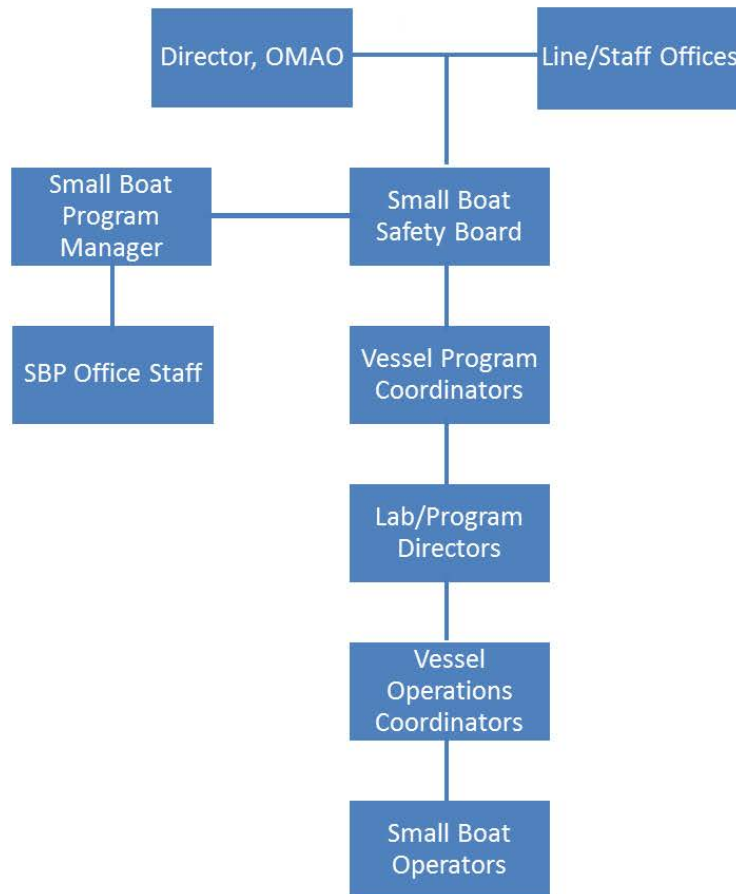 Director, OMAO
Line/Staff Offices
Small Boat
Program
Manager
Small Boat
Safety Board
SBP Office Staff
Vessel Program
Coordinators
Lab/Program
Directors
Vessel
Operations
Coordinators
Small Boat
Operators